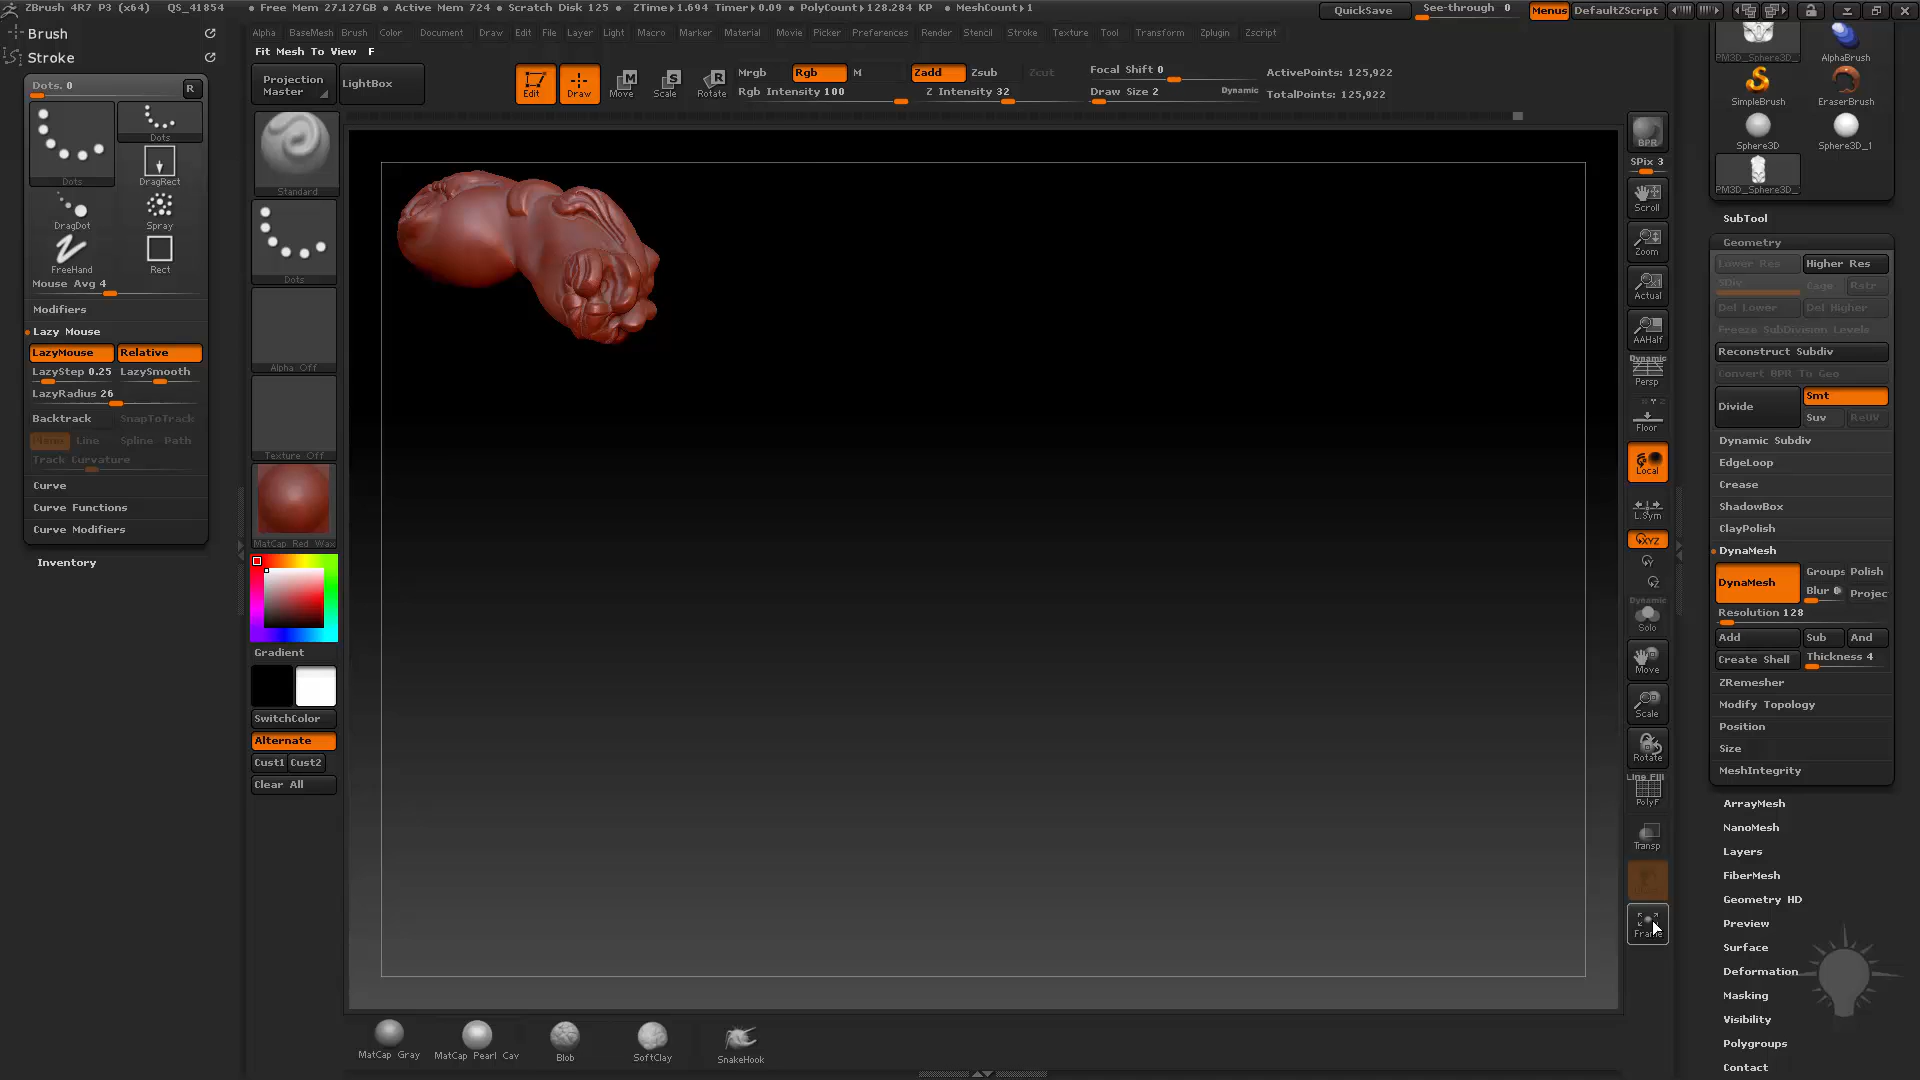 ZBrush 4R7 P3 (x64) QS_41854 • Free Mem 27.127GB • Active Mem 724 • Scratch Disk 125 • ZTime▸1.694 Timer▸0.09 • PolyCount▸128.284 KP • MeshCount▸1 QuickSave See-through 0 Menus DefaultZScript
Brush
Stroke
Alpha BaseMesh Brush Color Document Draw Edit File Layer Light Macro Marker Material Movie Picker Preferences Render Stencil Stroke Texture Tool Transform Zplugin Zscript
Fit Mesh To View F
Projection Master
LightBox
Edit Draw Move Scale Rotate
Mrgb Rgb M Zadd Zsub Zcut
Rgb Intensity 100 Z Intensity 32
Focal Shift 0
Draw Size 2 Dynamic
ActivePoints: 125,922
TotalPoints: 125,922
Dots. 0 R
Dots Dots
DragRect
DragDot Spray
FreeHand Rect
Mouse Avg 4
Modifiers
Lazy Mouse
LazyMouse Relative
LazyStep 0.25 LazySmooth
LazyRadius 26
Backtrack SnapToTrack
Line Spline Path
Track Curvature
Curve
Curve Functions
Curve Modifiers
Inventory
Standard
Dots
Alpha Off
Texture Off
MatCap Red Wax
Gradient
SwitchColor
Alternate
Cust1 Cust2
Clear All
MatCap Gray MatCap Pearl Cav Blob SoftClay SnakeHook
BPR
SPix 3
Scroll
Zoom
Actual
AAHalf
Dynamic
Persp
Floor
Local
L.Sym
XYZ
Y
Z
Dynamic
Solo
Move
Scale
Rotate
Line Fill
PolyF
Transp
Frame
PM3D_Sphere3D_ AlphaBrush
SimpleBrush EraserBrush
Sphere3D Sphere3D_1
PM3D_Sphere3D_
SubTool
Geometry
Lower Res Higher Res
SDiv Cage Rstr
Del Lower Del Higher
Freeze SubDivision Levels
Reconstruct Subdiv
Convert BPR To Geo
Divide Smt
Suv ReUV
Dynamic Subdiv
EdgeLoop
Crease
ShadowBox
ClayPolish
DynaMesh
DynaMesh Groups Polish
Blur Projec
Resolution 128
Add Sub And
Create Shell Thickness 4
ZRemesher
Modify Topology
Position
Size
MeshIntegrity
ArrayMesh
NanoMesh
Layers
FiberMesh
Geometry HD
Preview
Surface
Deformation
Masking
Visibility
Polygroups
Contact